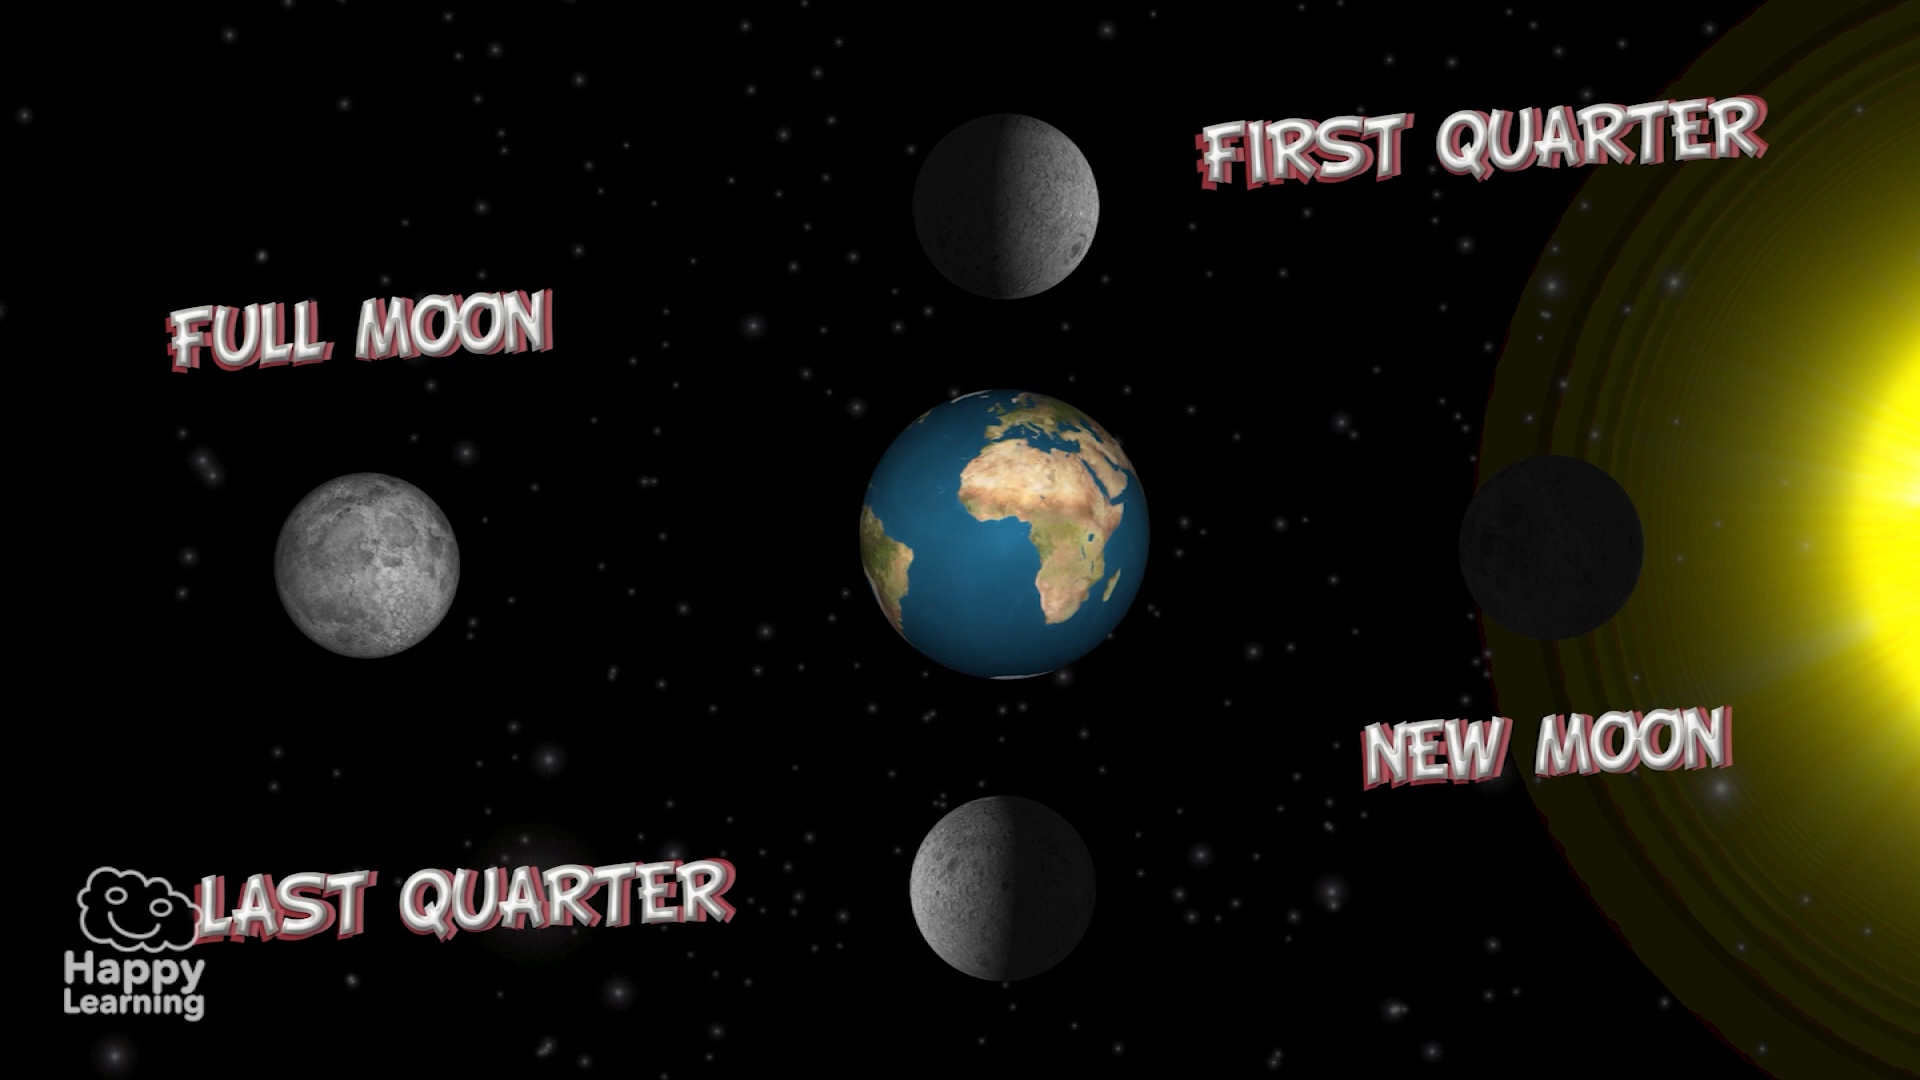 FIRST QUARTER
FULL MOON
NEW MOON
LAST QUARTER
Happy
Learning